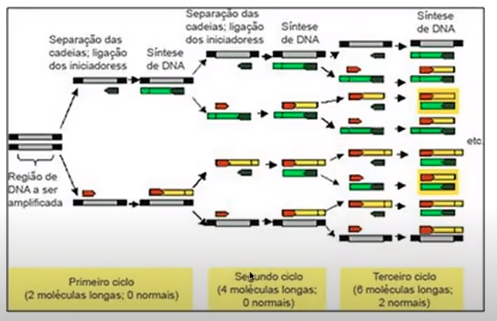 Separação das
cadeias; ligação
dos iniciadoress
Síntese
de DNA
Separação das
cadeias; ligação
dos iniciadoress
Síntese
de DNA
Síntese
de DNA
Região de
DNA a ser
amplificada
etc.
Primeiro ciclo
(2 moléculas longas; 0 normais)
Segundo ciclo
(4 moléculas longas;
0 normais)
Terceiro ciclo
(6 moléculas longas;
2 normais)